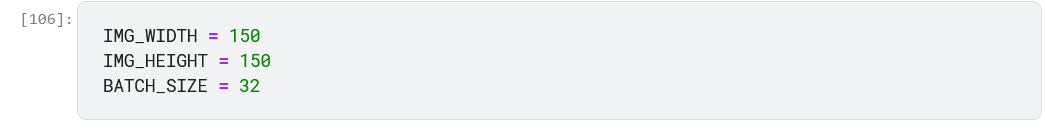 [106]:
IMG_WIDTH = 150
IMG_HEIGHT = 150
BATCH_SIZE = 32